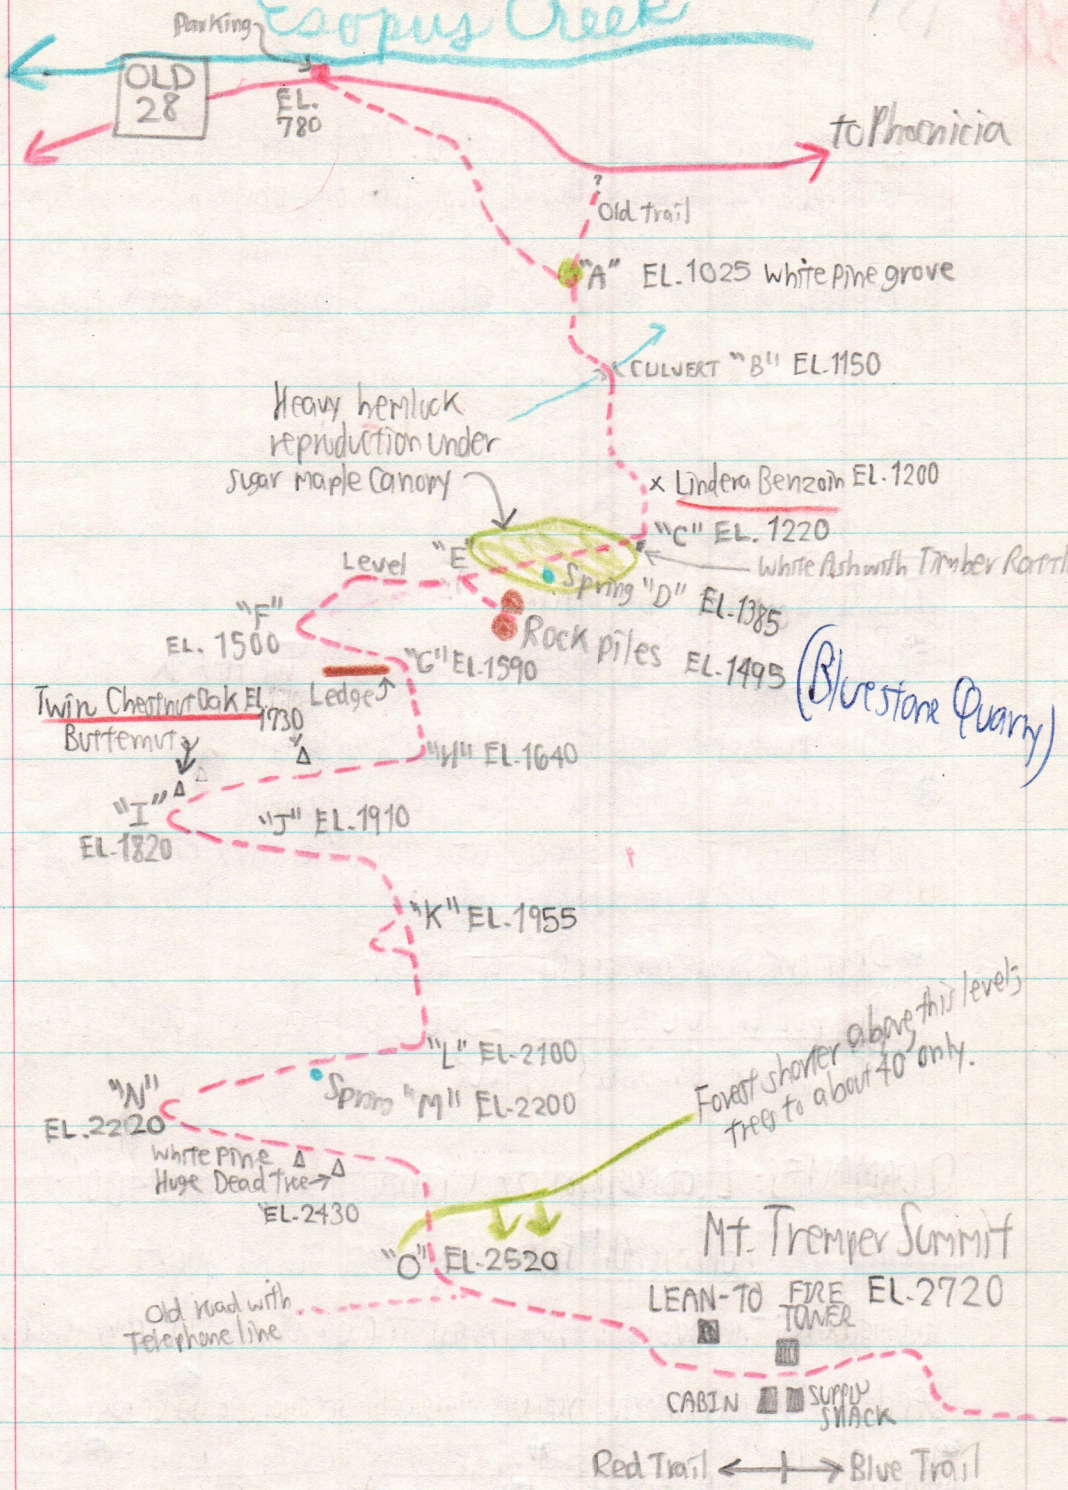 Esopus Creek
Parking
OLD
28
EL.
780
to Phoenicia
?
Old trail
"A" EL.1025 White pine grove
CULVERT "B" EL-1150
Heavy hemlock
reproduction under
sugar maple Canopy
x Lindera Benzoin EL.1200
"C" EL. 1220
White Ash with Timber
"E"
Level
Spring "D" EL-1385
"F"
EL. 1500
Rock piles EL-1495
(Bluestone Quarry)
"G" EL-1590
Ledge
Twin Chestnut Oak EL.
1730
Butternut
"H" EL-1640
"I"
EL-1820
"J" EL-1910
"K" EL-1955
"L" EL-2100
Spring "M" EL-2200
"N"
EL.2220
Forest shorter above this level;
trees to about 40' only.
White Pine
Huge Dead tree
EL-2430
"O" EL-2520
Mt. Tremper Summit
EL-2720
LEAN-TO
FIRE
TOWER
Old road with
Telephone line
CABIN
SUPPLY
SHACK
Red Trail
Blue Trail